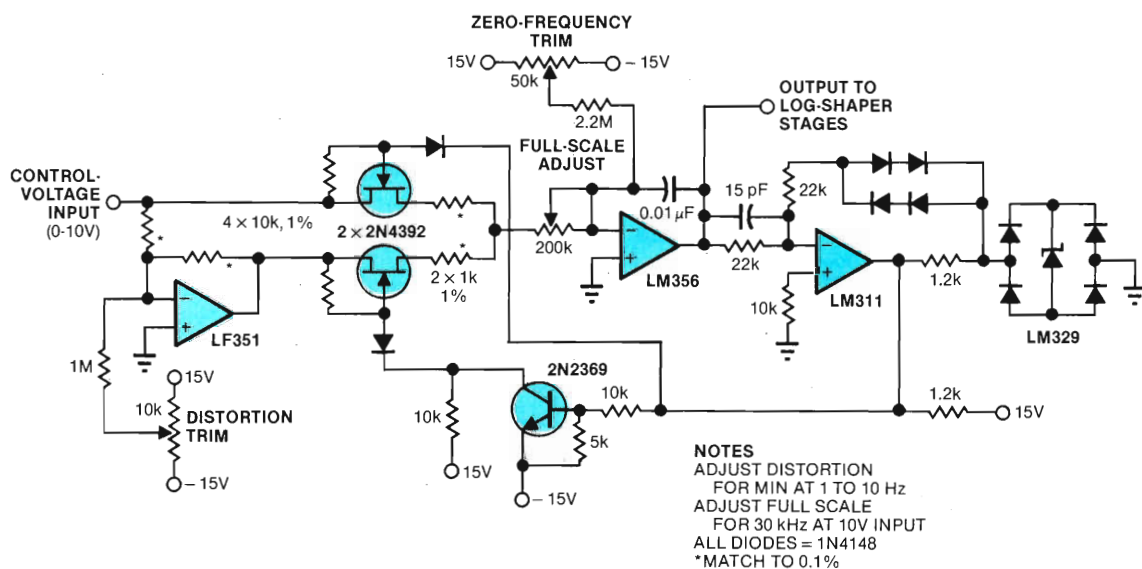 ZERO-FREQUENCY
TRIM
15V
– 15V
50k
2.2M
OUTPUT TO
LOG-SHAPER
STAGES
FULL-SCALE
ADJUST
CONTROL-
VOLTAGE
INPUT
(0-10V)
4 × 10k, 1%
2 × 2N4392
*
*
*
*
2 × 1k
1%
200k
0.01 µF
15 pF
22k
22k
LM356
LM311
10k
1.2k
LM329
LF351
1M
15V
10k
DISTORTION
TRIM
– 15V
2N2369
10k
10k
5k
15V
– 15V
1.2k
15V
NOTES
ADJUST DISTORTION
FOR MIN AT 1 TO 10 Hz
ADJUST FULL SCALE
FOR 30 kHz AT 10V INPUT
ALL DIODES = 1N4148
*MATCH TO 0.1%